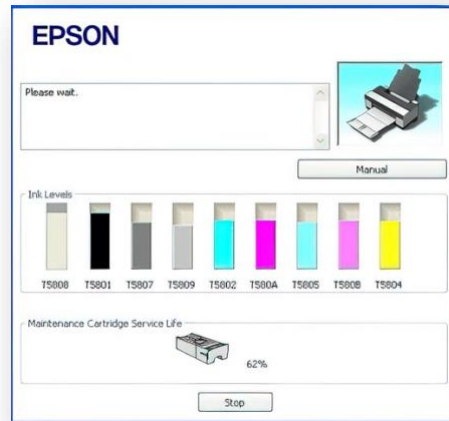 EPSON
Please wait.
Manual
Ink Levels
T5808 T5801 T5807 T5809 T5802 T580A T5805 T580B T5804
Maintenance Cartridge Service Life
62%
Stop